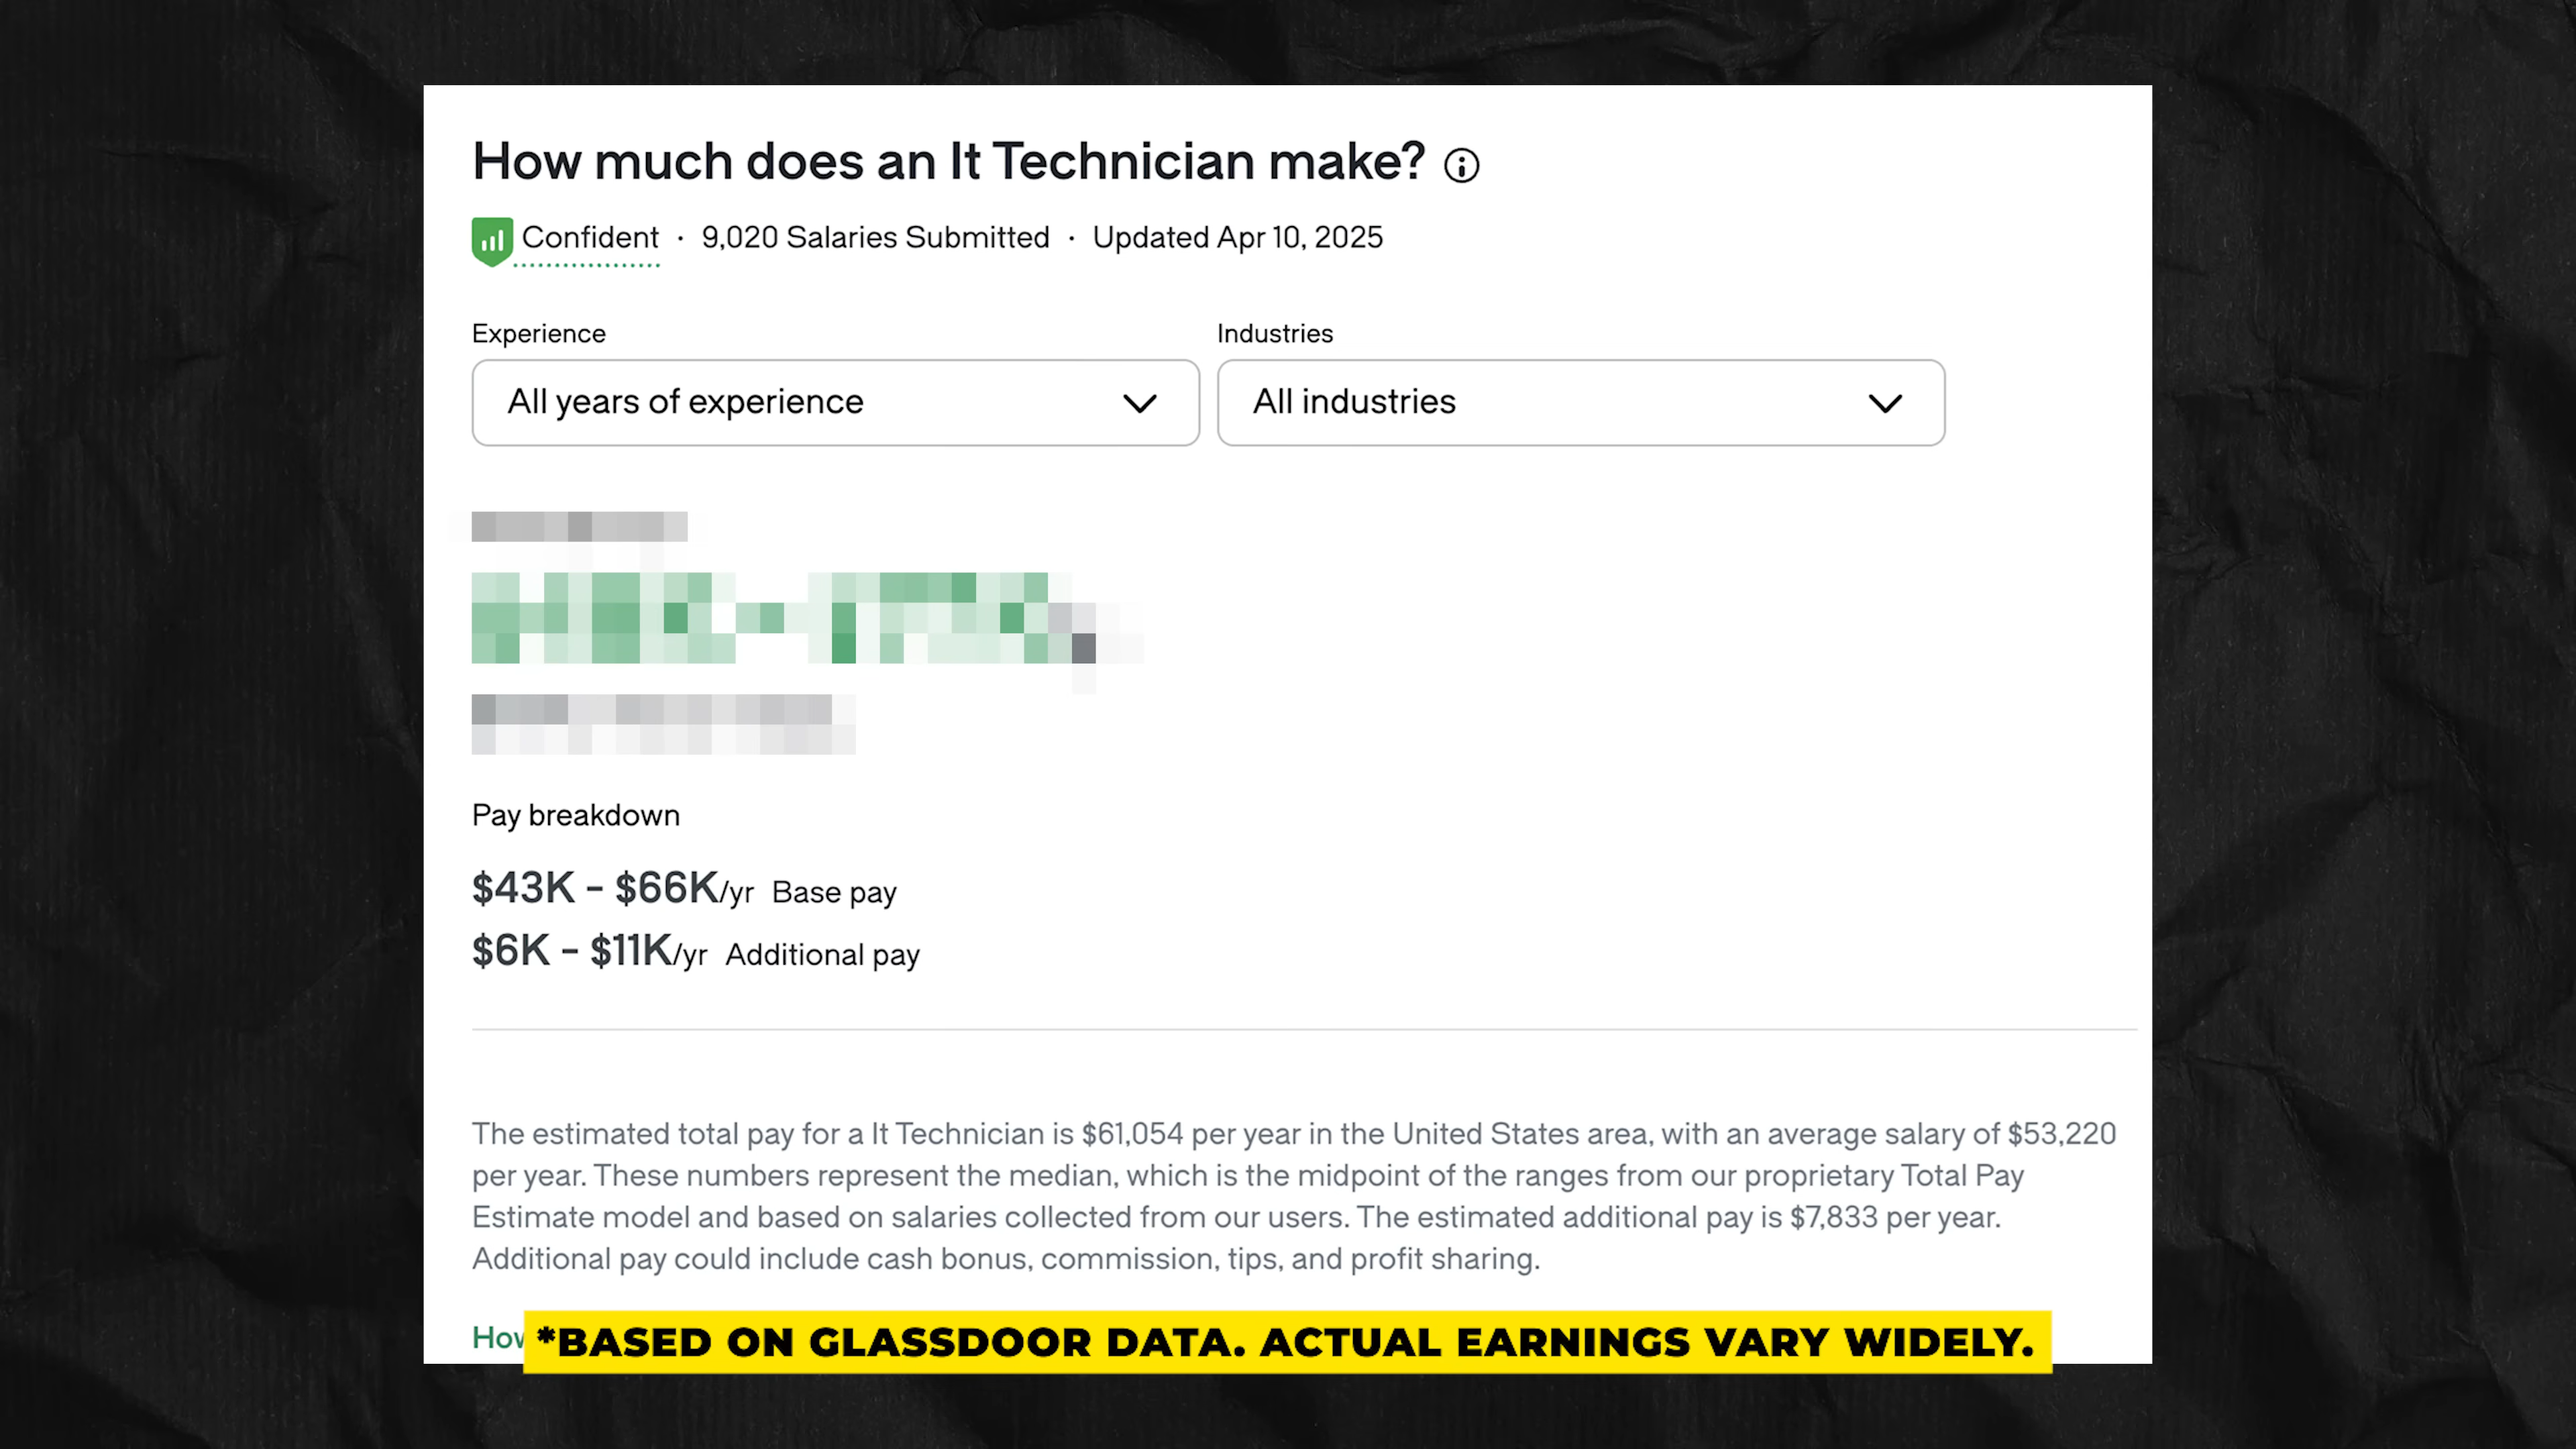 How much does an It Technician make?
Confident · 9,020 Salaries Submitted · Updated Apr 10, 2025
Experience
Industries
All years of experience
All industries
Pay breakdown
$43K - $66K/yr Base pay
$6K - $11K/yr Additional pay
The estimated total pay for a It Technician is $61,054 per year in the United States area, with an average salary of $53,220
per year. These numbers represent the median, which is the midpoint of the ranges from our proprietary Total Pay
Estimate model and based on salaries collected from our users. The estimated additional pay is $7,833 per year.
Additional pay could include cash bonus, commission, tips, and profit sharing.
*BASED ON GLASSDOOR DATA. ACTUAL EARNINGS VARY WIDELY.